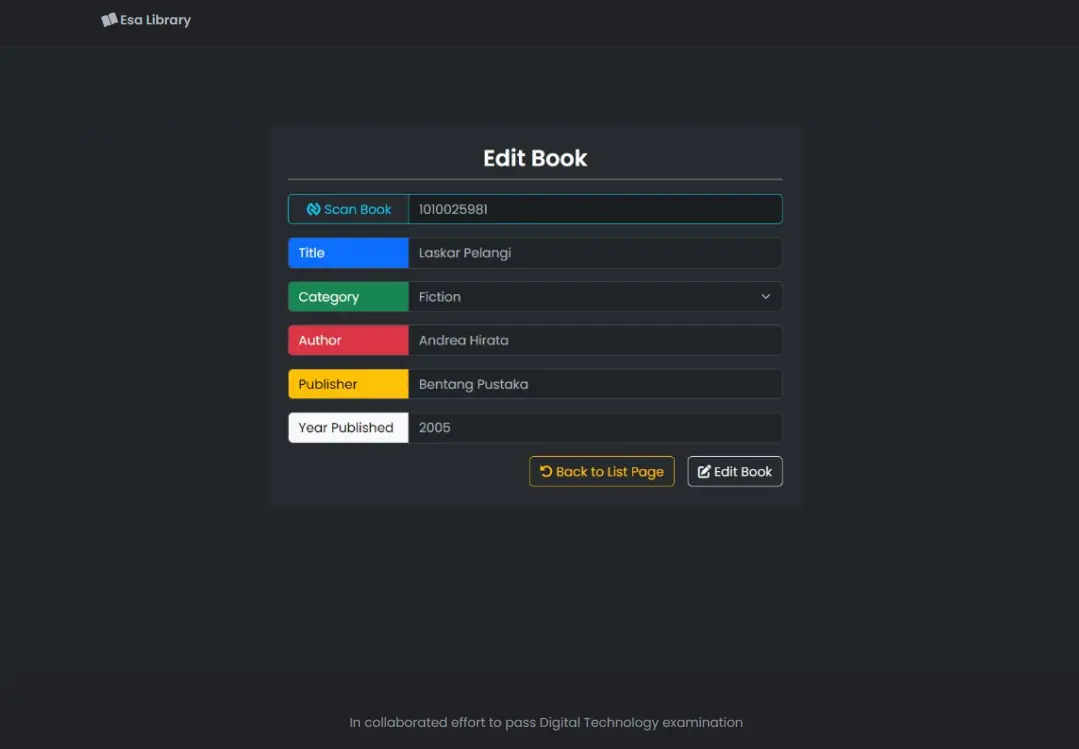 Esa Library
Edit Book
Scan Book 1010025981
Title Laskar Pelangi
Category Fiction
Author Andrea Hirata
Publisher Bentang Pustaka
Year Published 2005
Back to List Page Edit Book
In collaborated effort to pass Digital Technology examination